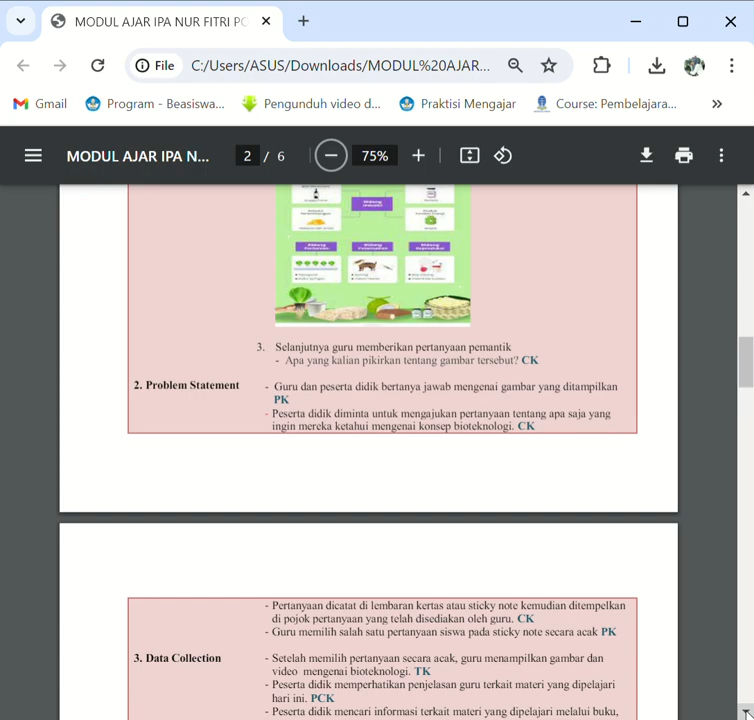 MODUL AJAR IPA NUR FITRI PO
File
C:/Users/ASUS/Downloads/MODUL%20AJAR...
Gmail
Program - Beasiswa...
Pengunduh video d...
Praktisi Mengajar
Course: Pembelajara...
MODUL AJAR IPA N...
2 / 6
75%
3. Selanjutnya guru memberikan pertanyaan pemantik
- Apa yang kalian pikirkan tentang gambar tersebut? CK
2. Problem Statement
- Guru dan peserta didik bertanya jawab mengenai gambar yang ditampilkan
PK
- Peserta didik diminta untuk mengajukan pertanyaan tentang apa saja yang
ingin mereka ketahui mengenai konsep bioteknologi. CK
- Pertanyaan dicatat di lembaran kertas atau sticky note kemudian ditempelkan
di pojok pertanyaan yang telah disediakan oleh guru. CK
- Guru memilih salah satu pertanyaan siswa pada sticky note secara acak PK
3. Data Collection
- Setelah memilih pertanyaan secara acak, guru menampilkan gambar dan
video mengenai bioteknologi. TK
- Peserta didik memperhatikan penjelasan guru terkait materi yang dipelajari
hari ini. PCK
- Peserta didik mencari informasi terkait materi yang dipelajari melalui buku,